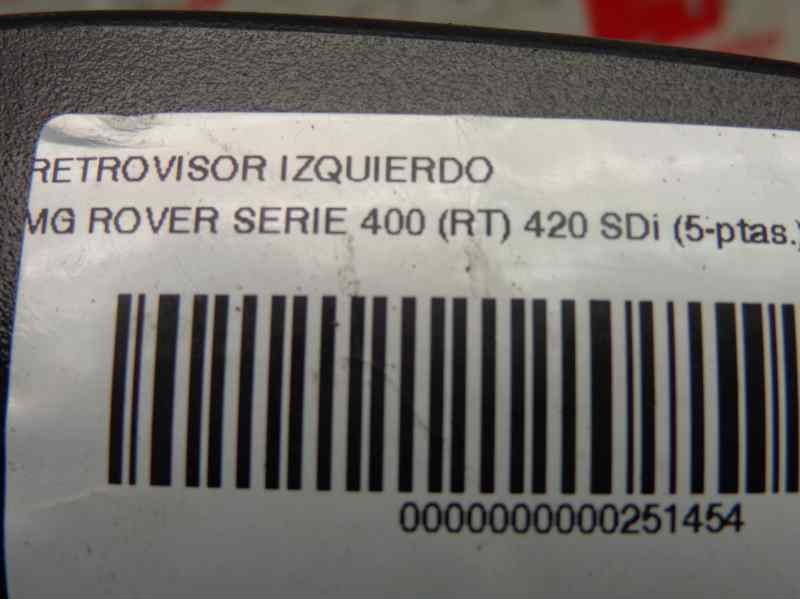 RETROVISOR IZQUIERDO
MG ROVER SERIE 400 (RT) 420 SDi (5-ptas.)
0000000000251454